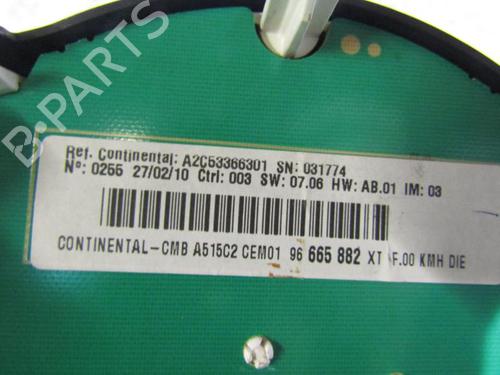 Ref. Continental: A2C53366301 SN: 031774
Nº: 0255 27/02/10 Ctrl: 003 SW: 07.06 HW: AB.01 IM: 03
CONTINENTAL-CMB A515C2 CEM01 96 665 882 XT F.00 KMH DIE
B-PARTS